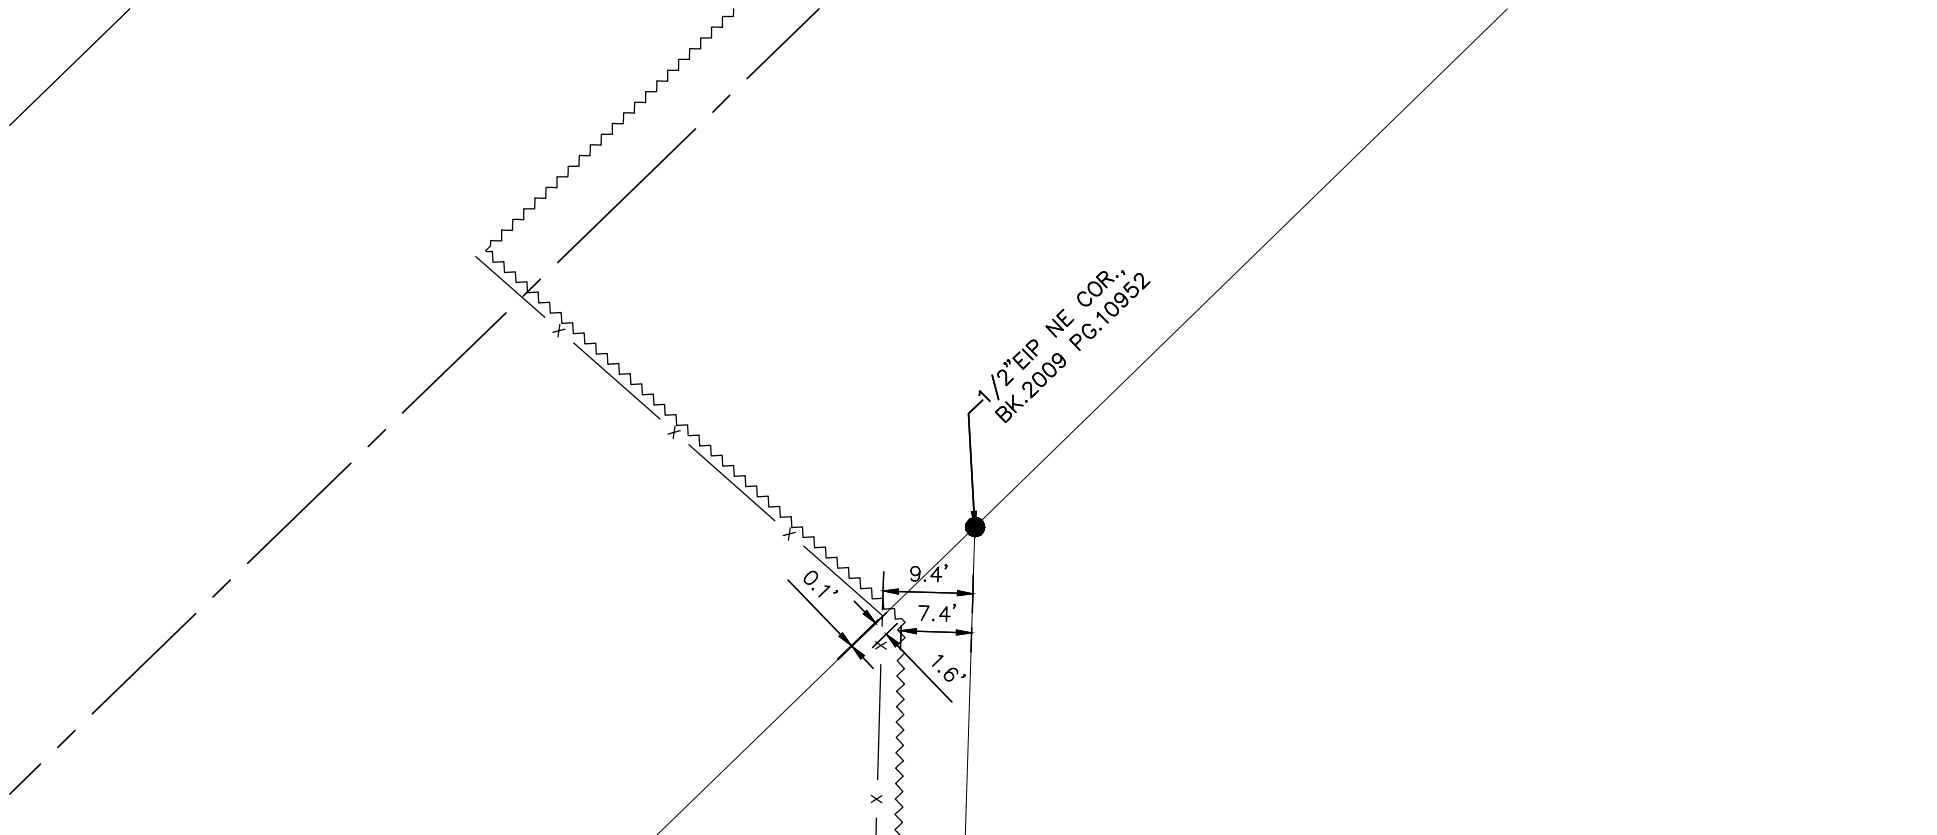 1/2"EIP NE COR.,
BK.2009 PG.10952
9.4'
0.1'
7.4'
1.6'
X
X
X
X
X